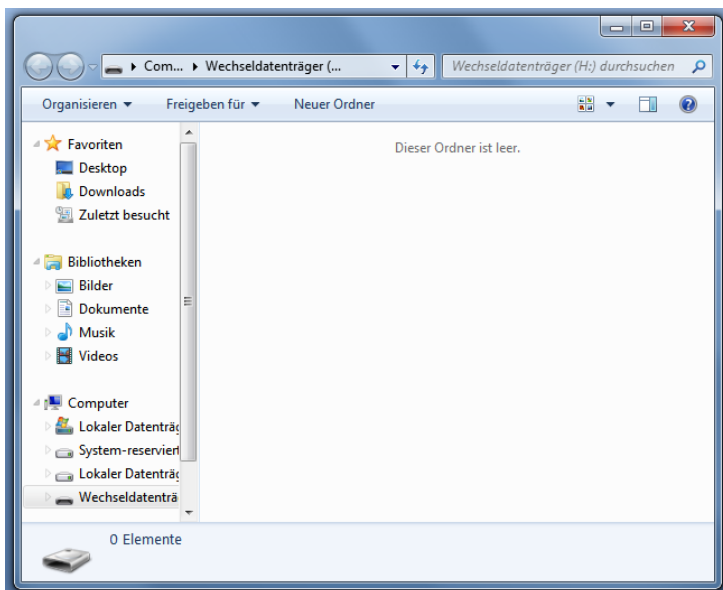 Com... Wechseldatenträger (...
Wechseldatenträger (H:) durchsuchen
Organisieren Freigeben für Neuer Ordner
Favoriten
Desktop
Downloads
Zuletzt besucht
Bibliotheken
Bilder
Dokumente
Musik
Videos
Computer
Lokaler Datenträg
System-reserviert
Lokaler Datenträg
Wechseldatenträ
Dieser Ordner ist leer.
0 Elemente